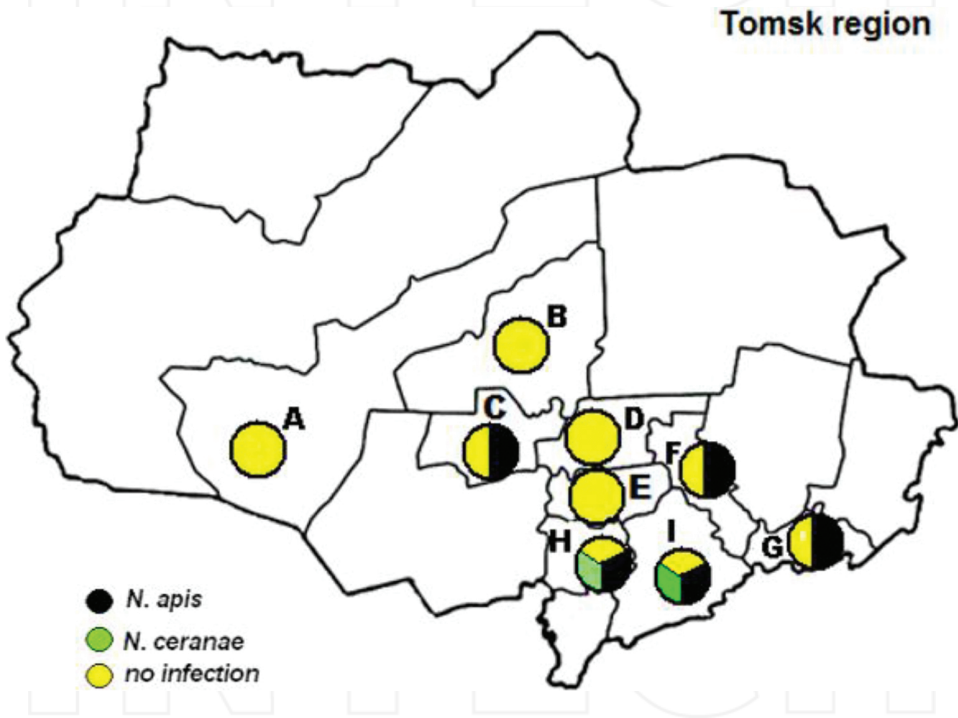 Tomsk region
B
A
C
D
F
E
H
I
G
N. apis
N. ceranae
no infection